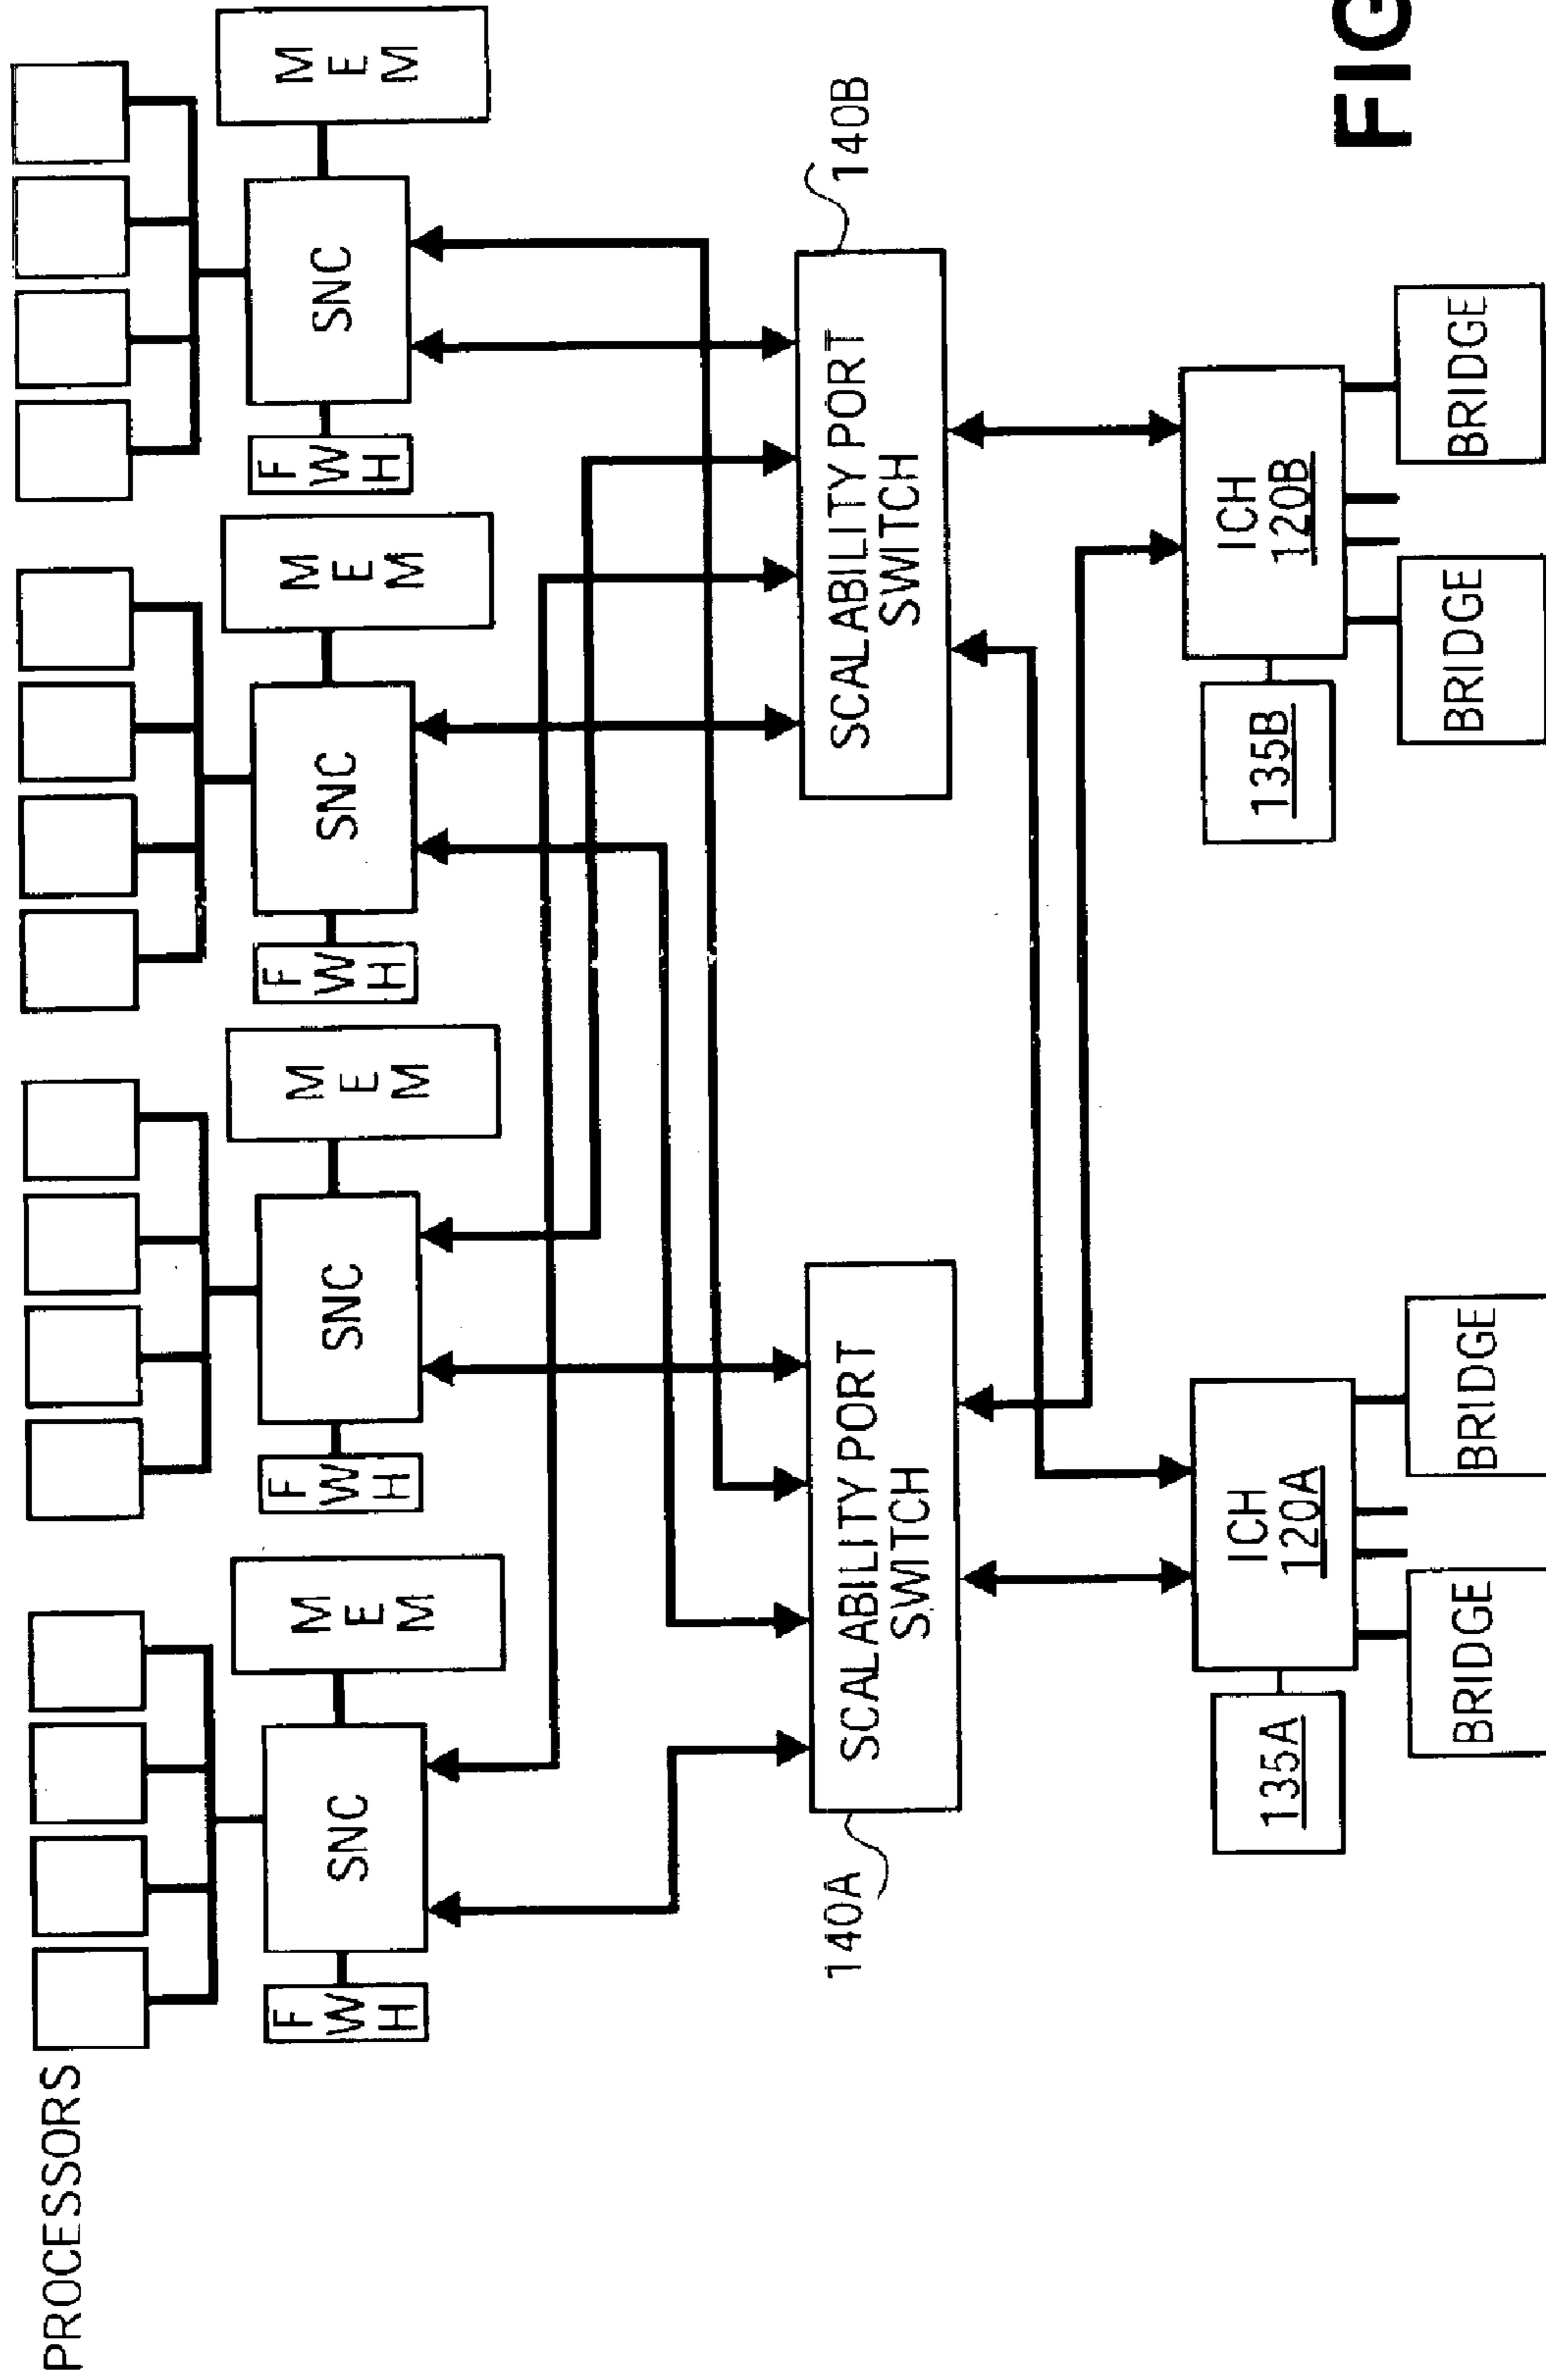 PROCESSORS
FWH
SNC
MEM
FWH
SNC
MEM
FWH
SNC
MEM
FWH
SNC
MEM
140A
SCALABILITY PORT
SWITCH
SCALABILITY PORT
SWITCH
140B
135A
ICH
120A
135B
ICH
120B
BRIDGE
BRIDGE
BRIDGE
BRIDGE
FIG